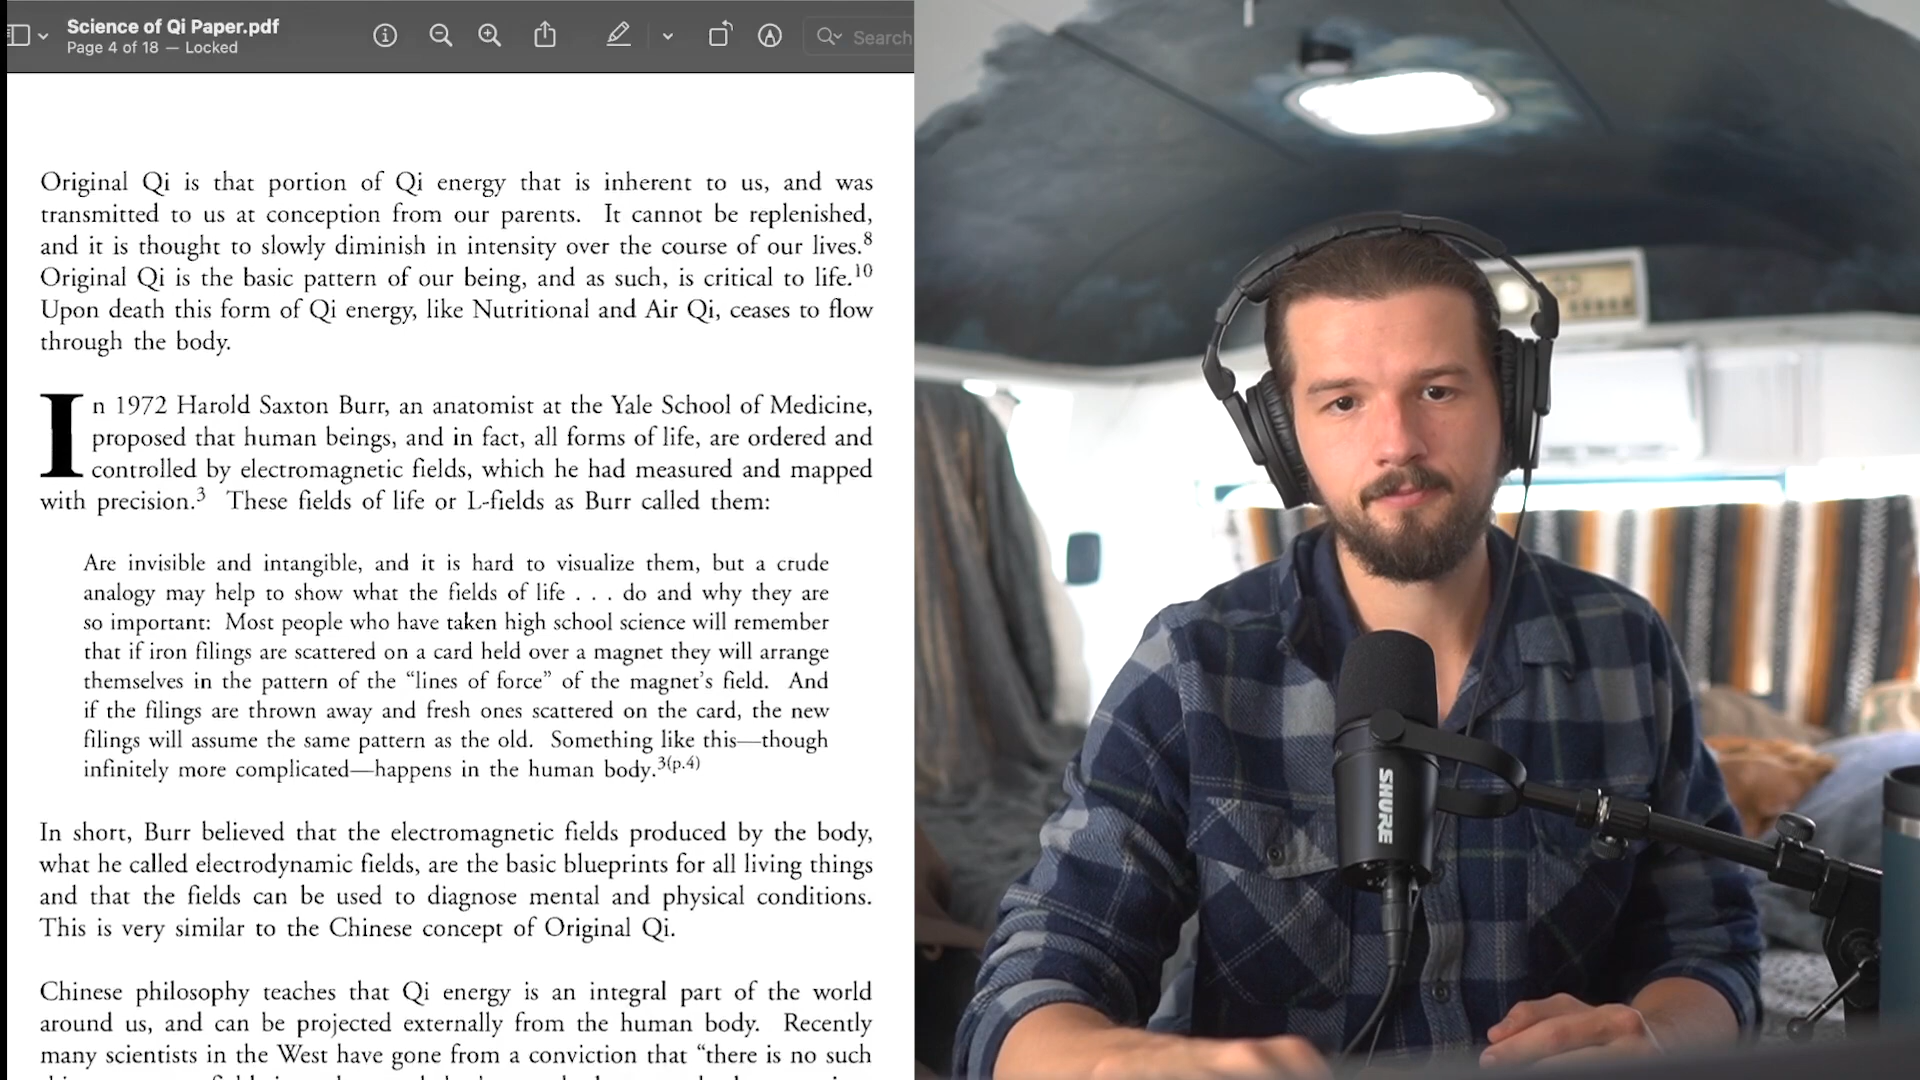 Science of Qi Paper.pdf
Page 4 of 18 — Locked
Search
Original Qi is that portion of Qi energy that is inherent to us, and was
transmitted to us at conception from our parents. It cannot be replenished,
and it is thought to slowly diminish in intensity over the course of our lives.8
Original Qi is the basic pattern of our being, and as such, is critical to life.10
Upon death this form of Qi energy, like Nutritional and Air Qi, ceases to flow
through the body.
In 1972 Harold Saxton Burr, an anatomist at the Yale School of Medicine,
proposed that human beings, and in fact, all forms of life, are ordered and
controlled by electromagnetic fields, which he had measured and mapped
with precision.3 These fields of life or L-fields as Burr called them:
Are invisible and intangible, and it is hard to visualize them, but a crude
analogy may help to show what the fields of life . . . do and why they are
so important: Most people who have taken high school science will remember
that if iron filings are scattered on a card held over a magnet they will arrange
themselves in the pattern of the “lines of force” of the magnet’s field. And
if the filings are thrown away and fresh ones scattered on the card, the new
filings will assume the same pattern as the old. Something like this—though
infinitely more complicated—happens in the human body.3(p.4)
In short, Burr believed that the electromagnetic fields produced by the body,
what he called electrodynamic fields, are the basic blueprints for all living things
and that the fields can be used to diagnose mental and physical conditions.
This is very similar to the Chinese concept of Original Qi.
Chinese philosophy teaches that Qi energy is an integral part of the world
around us, and can be projected externally from the human body. Recently
many scientists in the West have gone from a conviction that “there is no such
SHURE